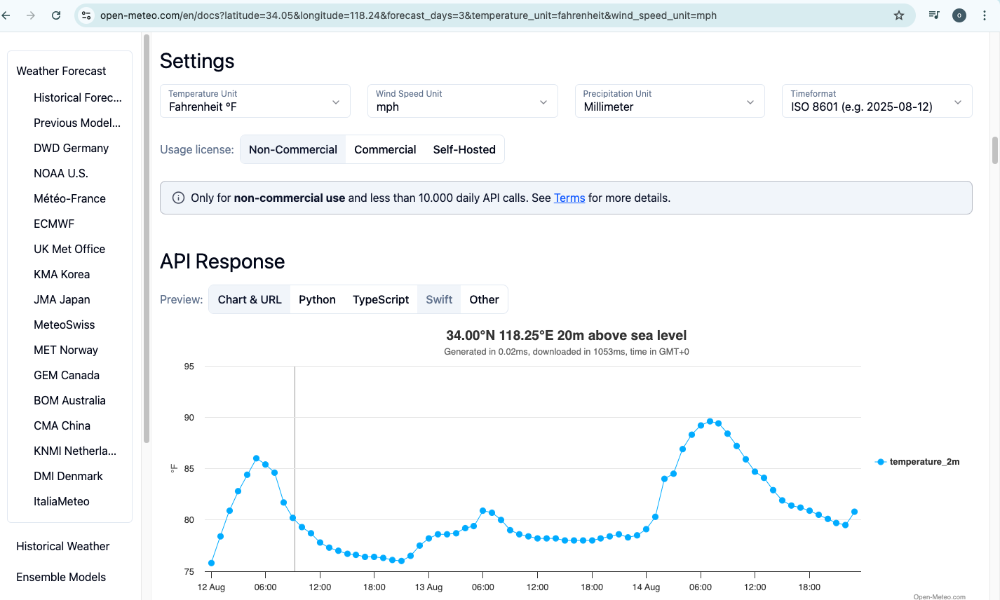 open-meteo.com/en/docs?latitude=34.05&longitude=118.24&forecast_days=3&temperature_unit=fahrenheit&wind_speed_unit=mph
O
Weather Forecast
Historical Forec...
Previous Model...
DWD Germany
NOAA U.S.
Météo-France
ECMWF
UK Met Office
KMA Korea
JMA Japan
MeteoSwiss
MET Norway
GEM Canada
BOM Australia
CMA China
KNMI Netherla...
DMI Denmark
ItaliaMeteo
Historical Weather
Ensemble Models
Settings
Temperature Unit
Fahrenheit °F
Wind Speed Unit
mph
Precipitation Unit
Millimeter
Timeformat
ISO 8601 (e.g. 2025-08-12)
Usage license: Non-Commercial Commercial Self-Hosted
Only for non-commercial use and less than 10.000 daily API calls. See Terms for more details.
API Response
Preview: Chart & URL Python TypeScript Swift Other
34.00°N 118.25°E 20m above sea level
Generated in 0.02ms, downloaded in 1053ms, time in GMT+0
95
90
85
80
75
°F
temperature_2m
12 Aug 06:00 12:00 18:00 13 Aug 06:00 12:00 18:00 14 Aug 06:00 12:00 18:00
Open-Meteo.com